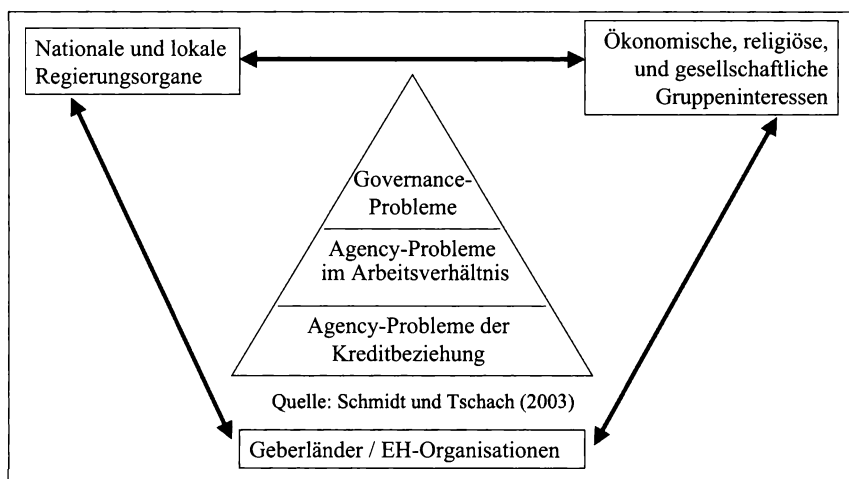 Nationale und lokale
Regierungsorgane
Ökonomische, religiöse,
und gesellschaftliche
Gruppeninteressen
Governance-
Probleme
Agency-Probleme
im Arbeitsverhältnis
Agency-Probleme der
Kreditbeziehung
Quelle: Schmidt und Tschach (2003)
Geberländer / EH-Organisationen